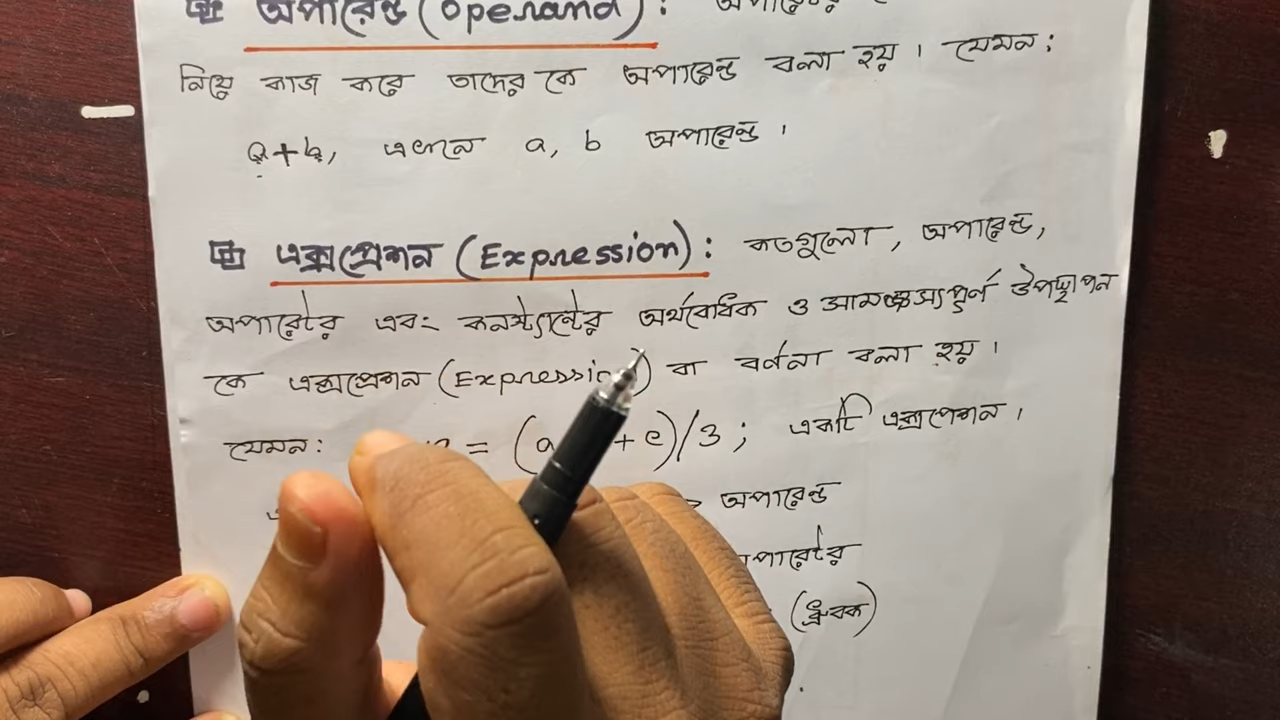 অপারেন্ড (Operand) :
নিয়ে কাজ করে তাদের কে অপারেন্ড বলা হয় । যেমন :
a+b, এখানে a, b অপারেন্ড ।
এক্সপ্রেশন (Expression) : কতগুলো , অপারেন্ড,
অপারেটর এবং কনস্ট্যান্টের অর্থবোধক ও সামঞ্জস্যপূর্ণ উপস্থাপন
কে এক্সপ্রেশন (Expression) বা বর্ণনা বলা হয় ।
যেমন : = (a + c)/3 ; একটি এক্সপ্রেশন ।
অপারেন্ড
অপারেটর
(ধ্রুবক)